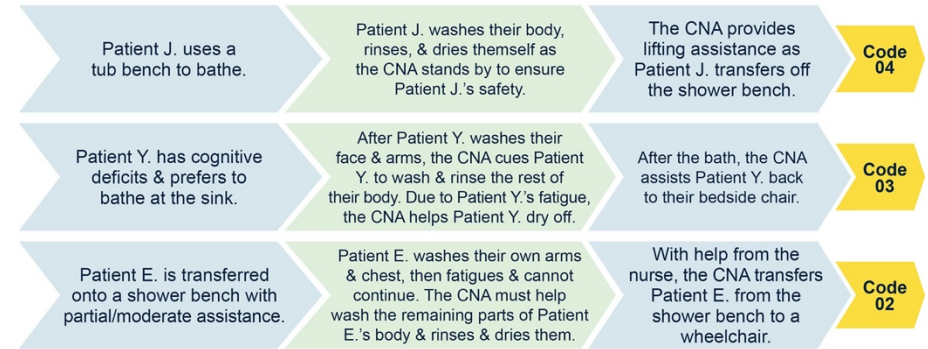 Patient J. uses a
tub bench to bathe.
Patient J. washes their body,
rinses, & dries themself as
the CNA stands by to ensure
Patient J.'s safety.
The CNA provides
lifting assistance as
Patient J. transfers off
the shower bench.
Code
04
Patient Y. has cognitive
deficits & prefers to
bathe at the sink.
After Patient Y. washes their
face & arms, the CNA cues Patient
Y. to wash & rinse the rest of
their body. Due to Patient Y.'s fatigue,
the CNA helps Patient Y. dry off.
After the bath, the CNA
assists Patient Y. back
to their bedside chair.
Code
03
Patient E. is transferred
onto a shower bench with
partial/moderate assistance.
Patient E. washes their own arms
& chest, then fatigues & cannot
continue. The CNA must help
wash the remaining parts of Patient
E.'s body & rinses & dries them.
With help from the
nurse, the CNA transfers
Patient E. from the
shower bench to a
wheelchair.
Code
02